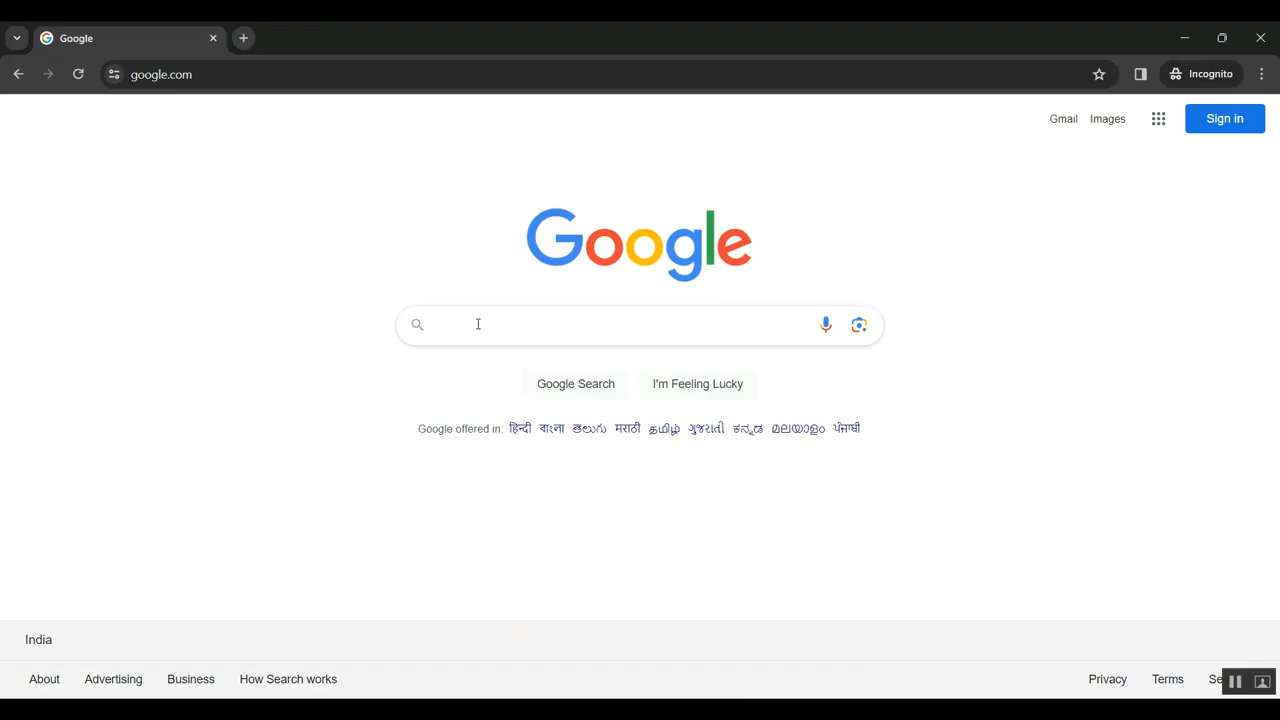 Google
google.com
Incognito
Gmail Images Sign in
Google
Google Search I'm Feeling Lucky
Google offered in: हिन्दी বাংলা తెలుగు मराठी தமிழ் ગુજરાતી ಕನ್ನಡ മലയാളം ਪੰਜਾਬੀ
India
About Advertising Business How Search works Privacy Terms